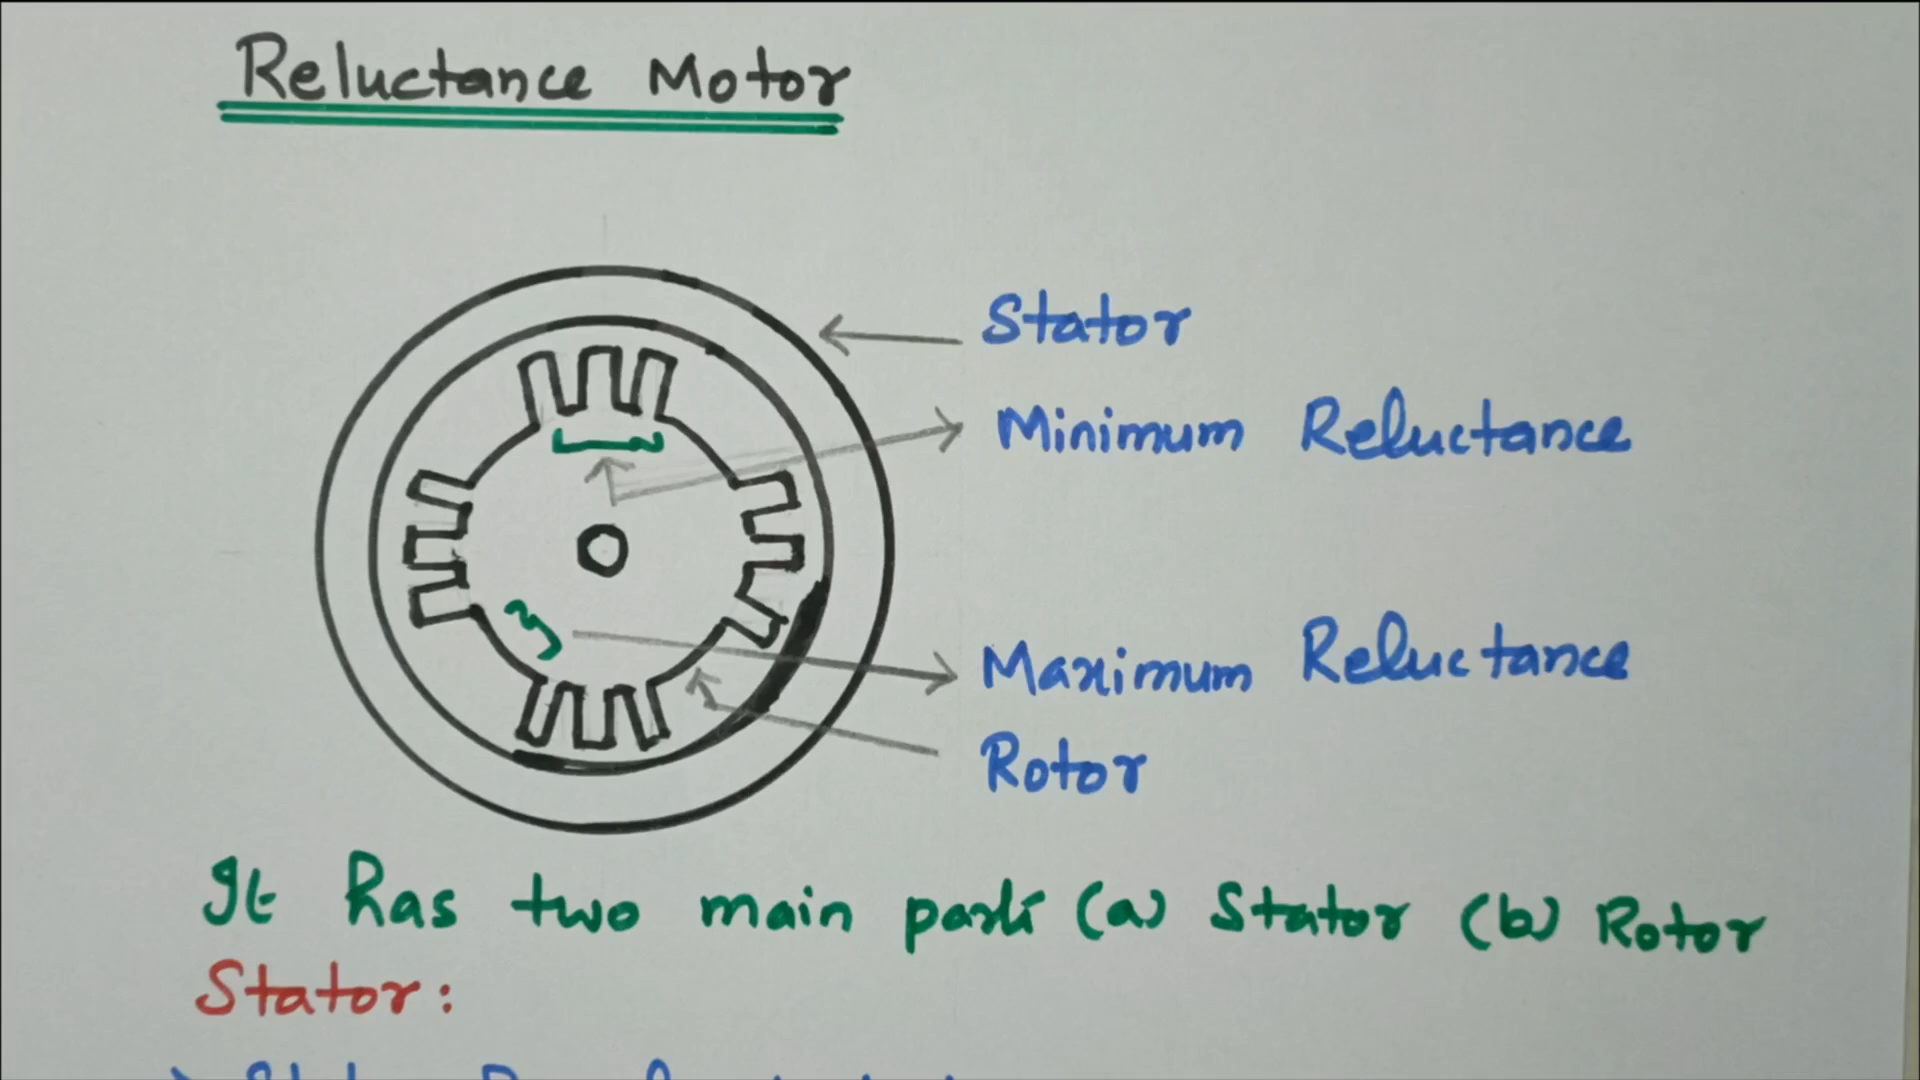 Reluctance Motor
Stator
Minimum Reluctance
Maximum Reluctance
Rotor
It has two main parts (a) Stator (b) Rotor
Stator: